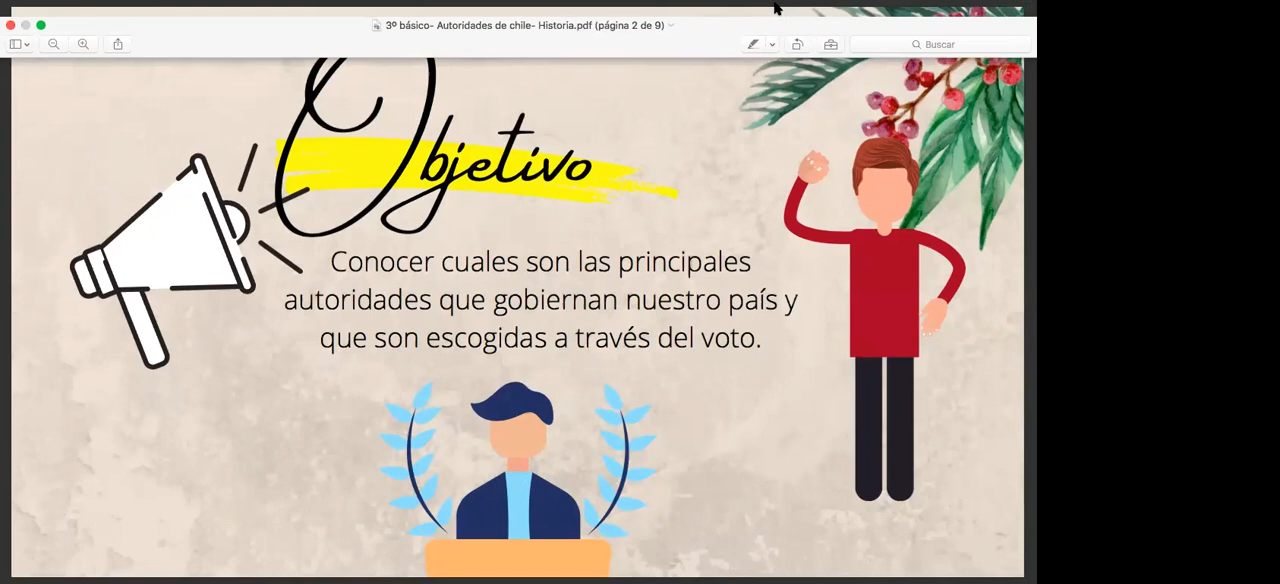 3º básico- Autoridades de chile- Historia.pdf (página 2 de 9)
Buscar
Objetivo
Conocer cuales son las principales
autoridades que gobiernan nuestro país y
que son escogidas a través del voto.